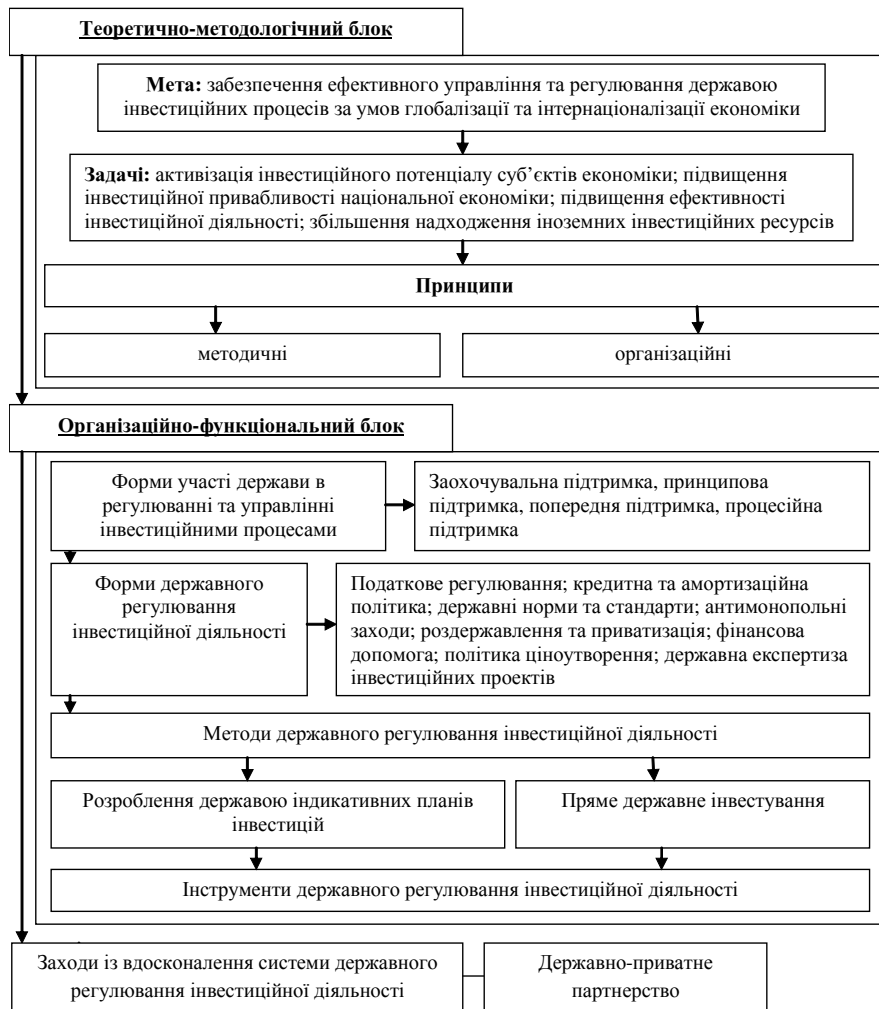 Теоретично-методологічний блок
Мета: забезпечення ефективного управління та регулювання державою
інвестиційних процесів за умов глобалізації та інтернаціоналізації економіки
Задачі: активізація інвестиційного потенціалу суб’єктів економіки; підвищення
інвестиційної привабливості національної економіки; підвищення ефективності
інвестиційної діяльності; збільшення надходження іноземних інвестиційних ресурсів
Принципи
методичні
організаційні
Організаційно-функціональний блок
Форми участі держави в
регулюванні та управлінні
інвестиційними процесами
Заохочувальна підтримка, принципова
підтримка, попередня підтримка, процесійна
підтримка
Форми державного
регулювання
інвестиційної діяльності
Податкове регулювання; кредитна та амортизаційна
політика; державні норми та стандарти; антимонопольні
заходи; роздержавлення та приватизація; фінансова
допомога; політика ціноутворення; державна експертиза
інвестиційних проектів
Методи державного регулювання інвестиційної діяльності
Розроблення державою індикативних планів
інвестицій
Пряме державне інвестування
Інструменти державного регулювання інвестиційної діяльності
Заходи із вдосконалення системи державного
регулювання інвестиційної діяльності
Державно-приватне
партнерство